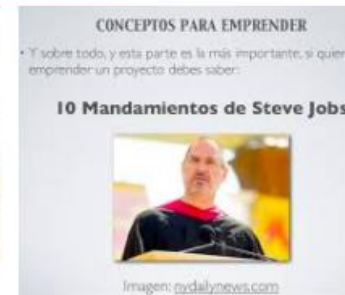 CONCEPTOS PARA EMPRENDER
• Y sobre todo, y esta parte es la más importante, si quier
emprender un proyecto debes saber:
10 Mandamientos de Steve Jobs
Imagen: nydailynews.com